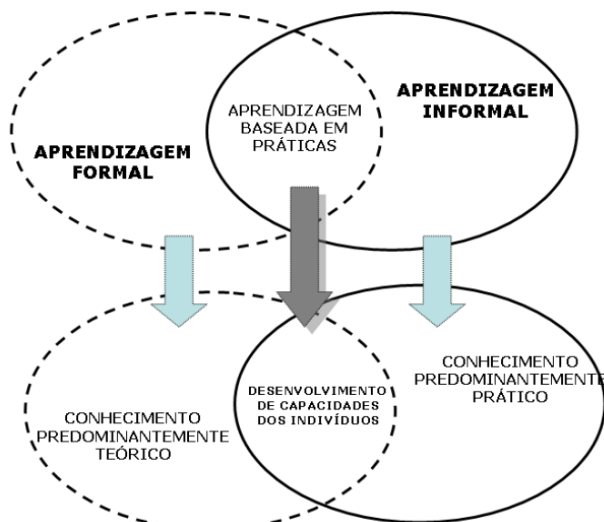 APRENDIZAGEM
FORMAL
APRENDIZAGEM
BASEADA EM
PRÁTICAS
APRENDIZAGEM
INFORMAL
CONHECIMENTO
PREDOMINANTEMENTE
TEÓRICO
DESENVOLVIMENTO
DE CAPACIDADES
DOS INDIVÍDUOS
CONHECIMENTO
PREDOMINANTEMENTE
PRÁTICO